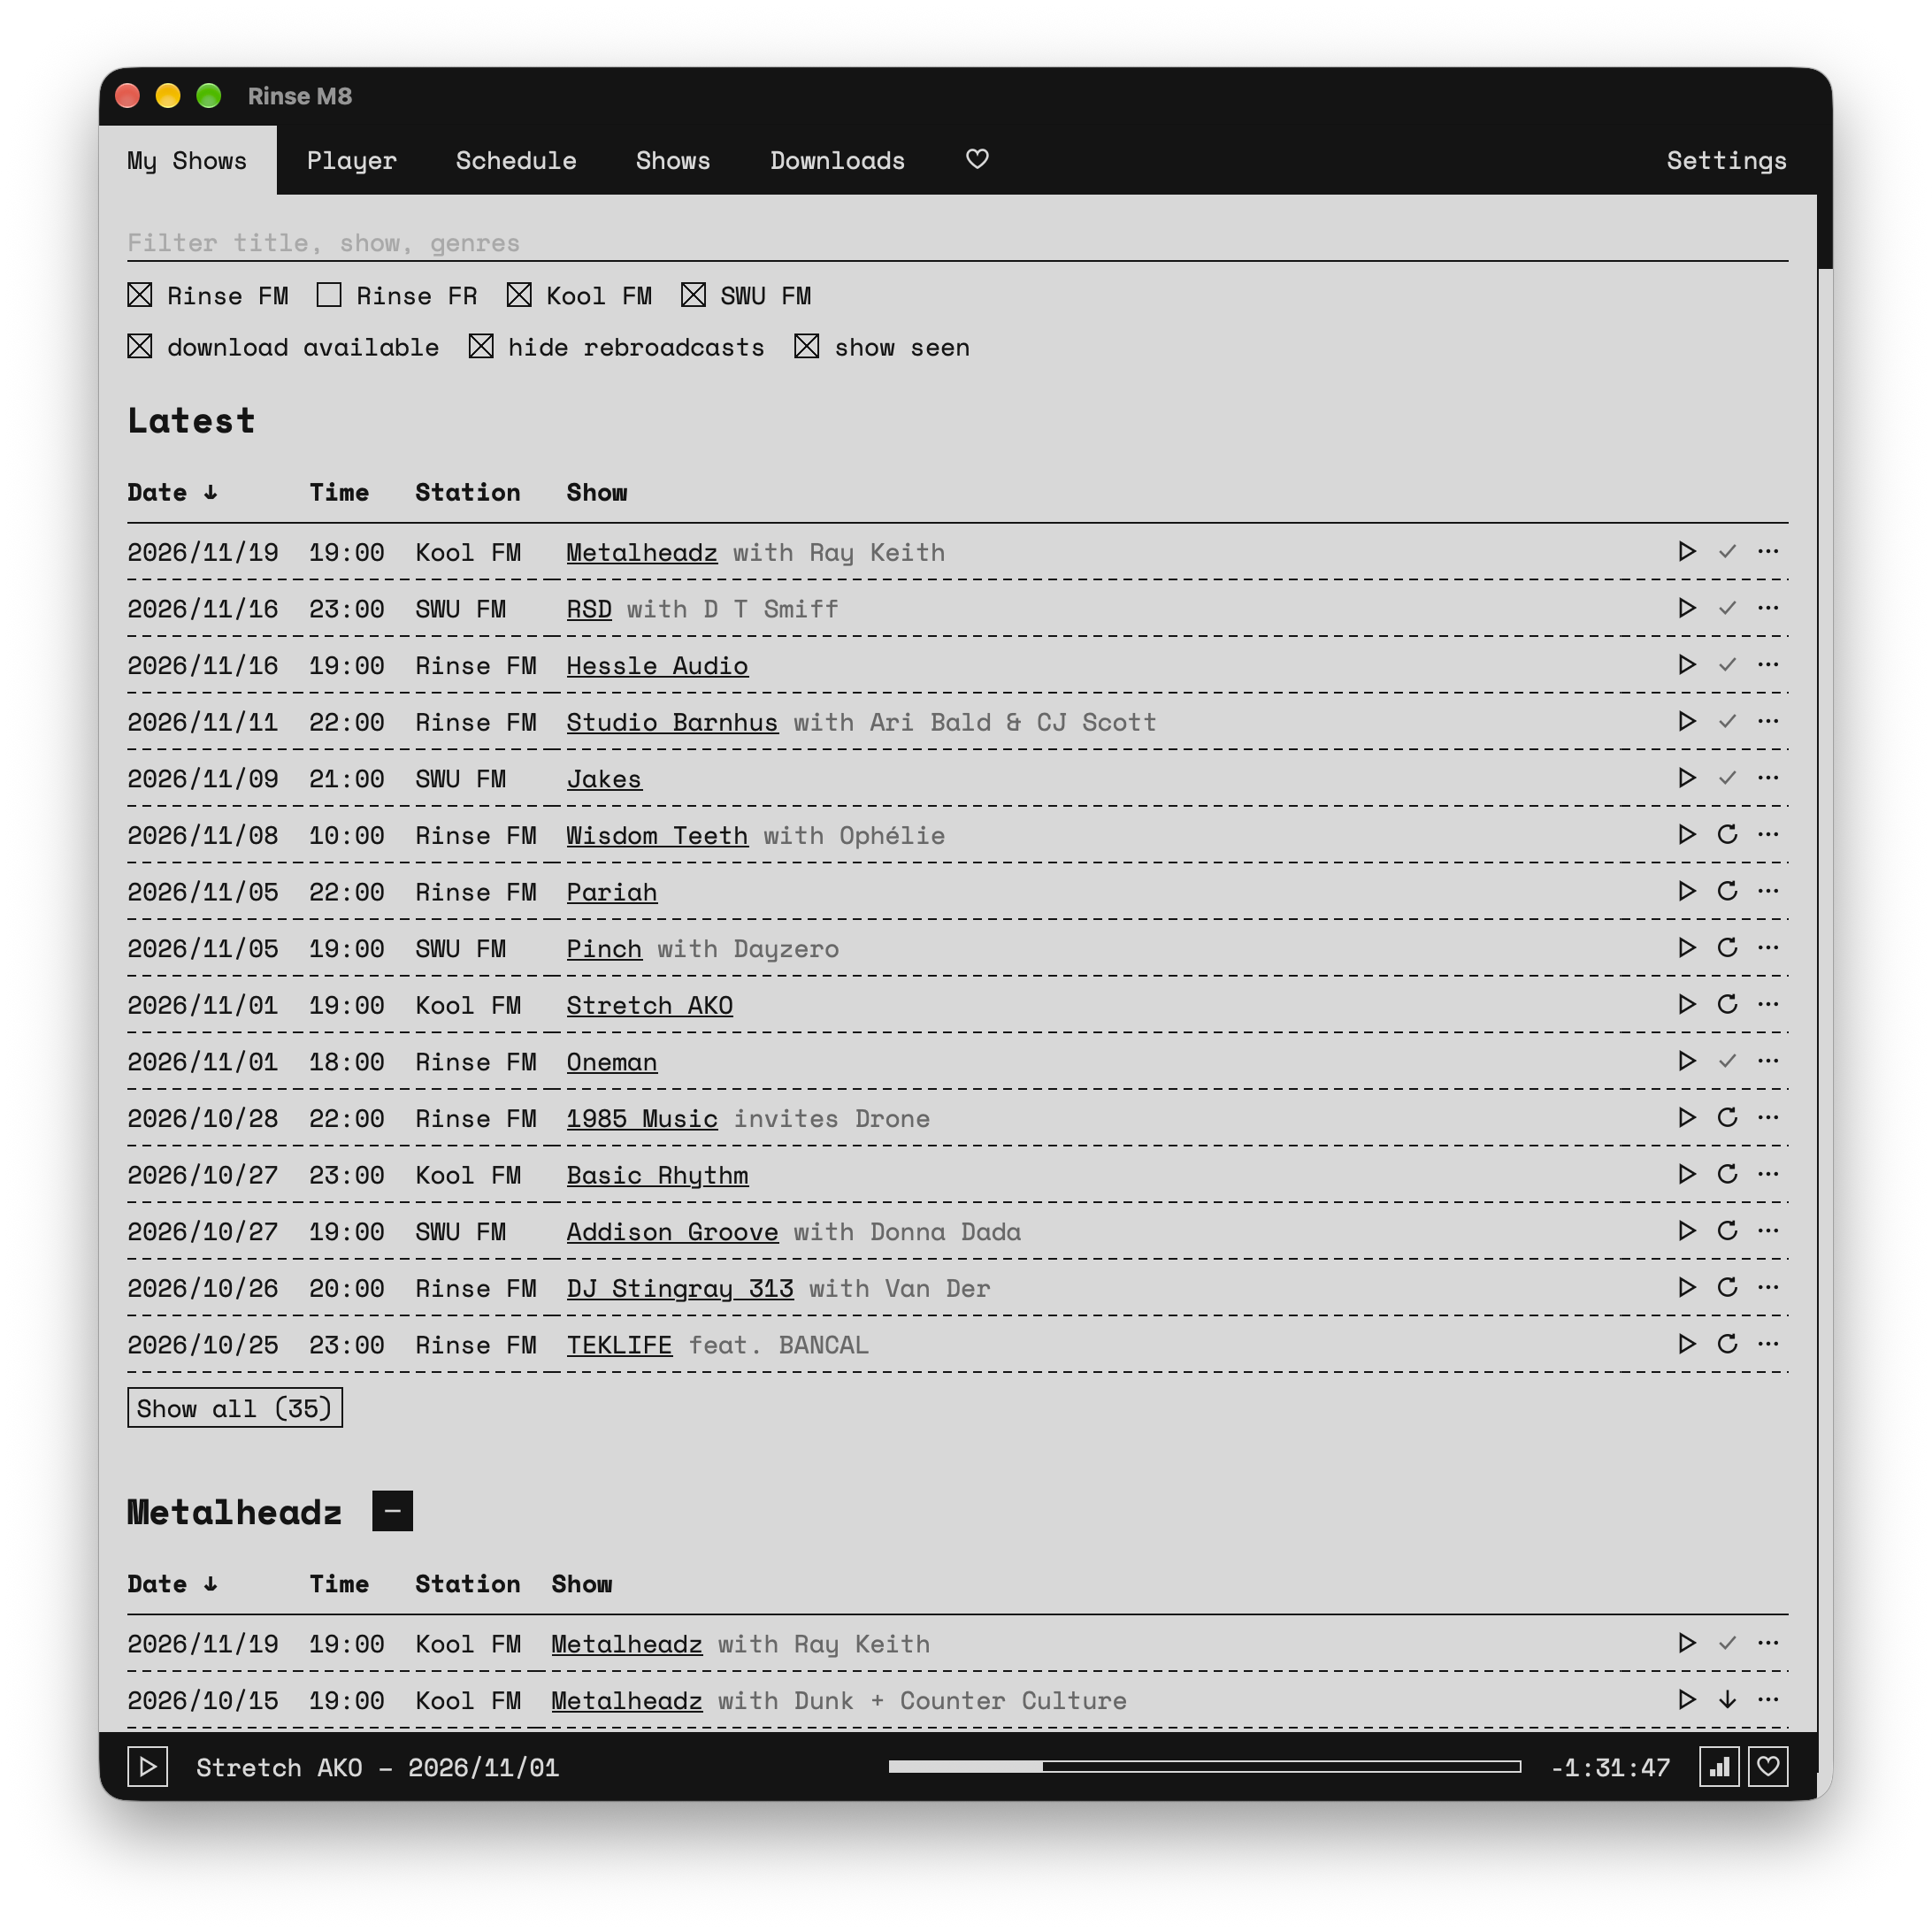 Rinse M8
My Shows Player Schedule Shows Downloads Settings
Filter title, show, genres
Rinse FM Rinse FR Kool FM SWU FM
download available hide rebroadcasts show seen
Latest
Date ↓ Time Station Show
2026/11/19 19:00 Kool FM Metalheadz with Ray Keith
2026/11/16 23:00 SWU FM RSD with D T Smiff
2026/11/16 19:00 Rinse FM Hessle Audio
2026/11/11 22:00 Rinse FM Studio Barnhus with Ari Bald & CJ Scott
2026/11/09 21:00 SWU FM Jakes
2026/11/08 10:00 Rinse FM Wisdom Teeth with Ophélie
2026/11/05 22:00 Rinse FM Pariah
2026/11/05 19:00 SWU FM Pinch with Dayzero
2026/11/01 19:00 Kool FM Stretch AKO
2026/11/01 18:00 Rinse FM Oneman
2026/10/28 22:00 Rinse FM 1985 Music invites Drone
2026/10/27 23:00 Kool FM Basic Rhythm
2026/10/27 19:00 SWU FM Addison Groove with Donna Dada
2026/10/26 20:00 Rinse FM DJ Stingray 313 with Van Der
2026/10/25 23:00 Rinse FM TEKLIFE feat. BANCAL
Show all (35)
Metalheadz
Date ↓ Time Station Show
2026/11/19 19:00 Kool FM Metalheadz with Ray Keith
2026/10/15 19:00 Kool FM Metalheadz with Dunk + Counter Culture
Stretch AKO – 2026/11/01 -1:31:47